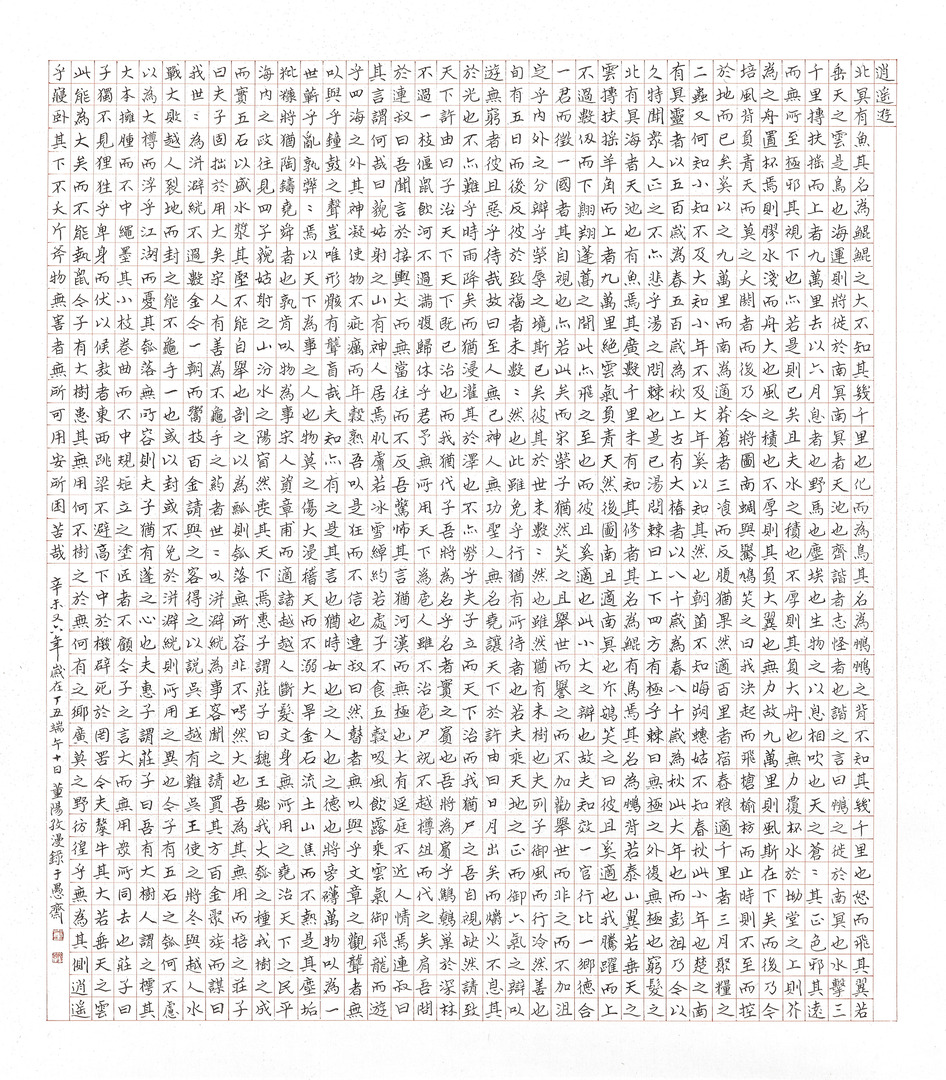 逍遙遊
北冥有魚其名為鯤鯤之大不知其幾千里也化而為鳥其名為鵬鵬之背不知其幾千里也怒而飛其翼若
垂天之雲是鳥也海運則將徙於南冥南冥者天池也齊諧者志怪者也諧之言曰鵬之徙於南冥也水擊三
千里摶扶搖而上者九萬里去以六月息者也野馬也塵埃也生物之以息相吹也天之蒼〻其正色邪其遠
而無所至極邪其視下也亦若是則已矣且夫水之積也不厚則其負大舟也無力覆杯水於坳堂之上則芥
為之舟置杯焉則膠水淺而舟大也風之積也不厚則其負大翼也無力故九萬里則風斯在下矣而後乃今
培風背負青天而莫之夭閼者而後乃今將圖南蜩與鷽鳩笑之曰我決起而飛搶榆枋而止時則不至而控
於地而已矣奚以之九萬里而南為適莽蒼者三湌而反腹猶果然適百里者宿舂糧適千里者三月聚糧之
二蟲又何知小知不及大知小年不及大年奚以知其然也朝菌不知晦朔蟪蛄不知春秋此小年也楚之南
有冥靈者以五百歲為春五百歲為秋上古有大椿者以八千歲為春八千歲為秋此大年也而彭祖乃今以
久特聞眾人匹之不亦悲乎湯之問棘也是已湯問棘曰上下四方有極乎棘曰無極之外復無極也窮髮之
北有冥海者天池也有魚焉其廣數千里未有知其修者其名為鯤有鳥焉其名為鵬背若泰山翼若垂天之
雲摶扶搖羊角而上者九萬里絕雲氣負青天然後圖南且適南冥也斥鴳笑之曰彼且奚適也我騰躍而上
不過數仞而下翱翔蓬蒿之間此亦飛之至也而彼且奚適也此小大之辯也故夫知效一官行比一鄉德合
一君而徵一國者其自視也亦若此矣而宋榮子猶然笑之且舉世而譽之而不加勸舉世而非之而不加沮
定乎內外之分辯乎榮辱之境斯已矣彼其於世未數〻然也雖然猶有未樹也夫列子御風而行泠然善也
旬有五日而後反彼於致福者未數〻然也此雖免乎行猶有所待者也若夫乘天地之正而御六氣之辯以
遊無窮者彼且惡乎待哉故曰至人無己神人無功聖人無名堯讓天下於許由曰日月出矣而爝火不息其
於光也不亦難乎時雨降矣而猶浸灌其於澤也不亦勞乎夫子立而天下治而我猶尸之吾自視缺然請致
天下許由曰子治天下天下既已治也而我猶代子吾將為名乎名者實之賓也吾將為賓乎鷦鷯巢於深林
不過一枝偃鼠飲河不過滿腹歸休乎君予無所用天下為庖人雖不治庖尸祝不越樽俎而代之矣肩吾問
於連叔曰吾聞言於接輿大而無當往而不反吾驚怖其言猶河漢而無極也大有逕庭不近人情焉連叔曰
其言謂何哉曰藐姑射之山有神人居焉肌膚若冰雪綽約若處子不食五穀吸風飲露乘雲氣御飛龍而遊
乎四海之外其神凝使物不疵癘而年穀熟吾以是狂而不信也連叔曰然瞽者無以與乎文章之觀聾者無
以與乎鐘鼓之聲豈唯形骸有聾盲哉夫知亦有之是其言也猶時女也之人也之德也將旁礡萬物以為一
世蘄乎亂孰弊〻焉以天下為事之人也物莫之傷大浸稽天而不溺大旱金石流土山焦而不熱是其塵垢
粃糠將猶陶鑄堯舜者也孰肯以物為事宋人資章甫適諸越越人斷髮文身無所用之堯治天下之民平
海內之政往見四子藐姑射之山汾水之陽窅然喪其天下焉惠子謂莊子曰魏王貽我大瓠之種我樹之成
而實五石以盛水漿其堅不能自舉也剖之以為瓢則瓠落無所容非不呺然大也吾為其無用而掊之莊子
曰夫子固拙於用大矣宋人有善為不龜手之藥者世〻以洴澼絖為事客聞之請買其方百金聚族而謀曰
我世〻為洴澼絖不過數金今一朝而鬻技百金請與之客得之以說吳王越有難吳王使之將冬與越人水
戰大敗越人裂地而封之能不龜手一也或以封或不免於洴澼絖則所用之異也今子有五石之瓠何不慮
以為大樽而浮乎江湖而憂其瓠落無所容則夫子猶有蓬之心也夫惠子謂莊子曰吾有大樹人謂之樗其
大本擁腫而不中繩墨其小枝卷曲而不中規矩立之塗匠者不顧今子之言大而無用眾所同去也莊子曰
子獨不見狸狌乎卑身而伏以候敖者東西跳梁不避高下中於機辟死於罔罟今夫斄牛其大若垂天之雲
此能為大矣而不能執鼠今子有大樹患其無用何不樹之於無何有之鄉廣莫之野彷徨乎無為其側逍遙
乎寢臥其下不夭斤斧物無害者無所可用安所困苦哉
辛未又六年歲在丁丑端午十日董陽孜漫錄于愚齋